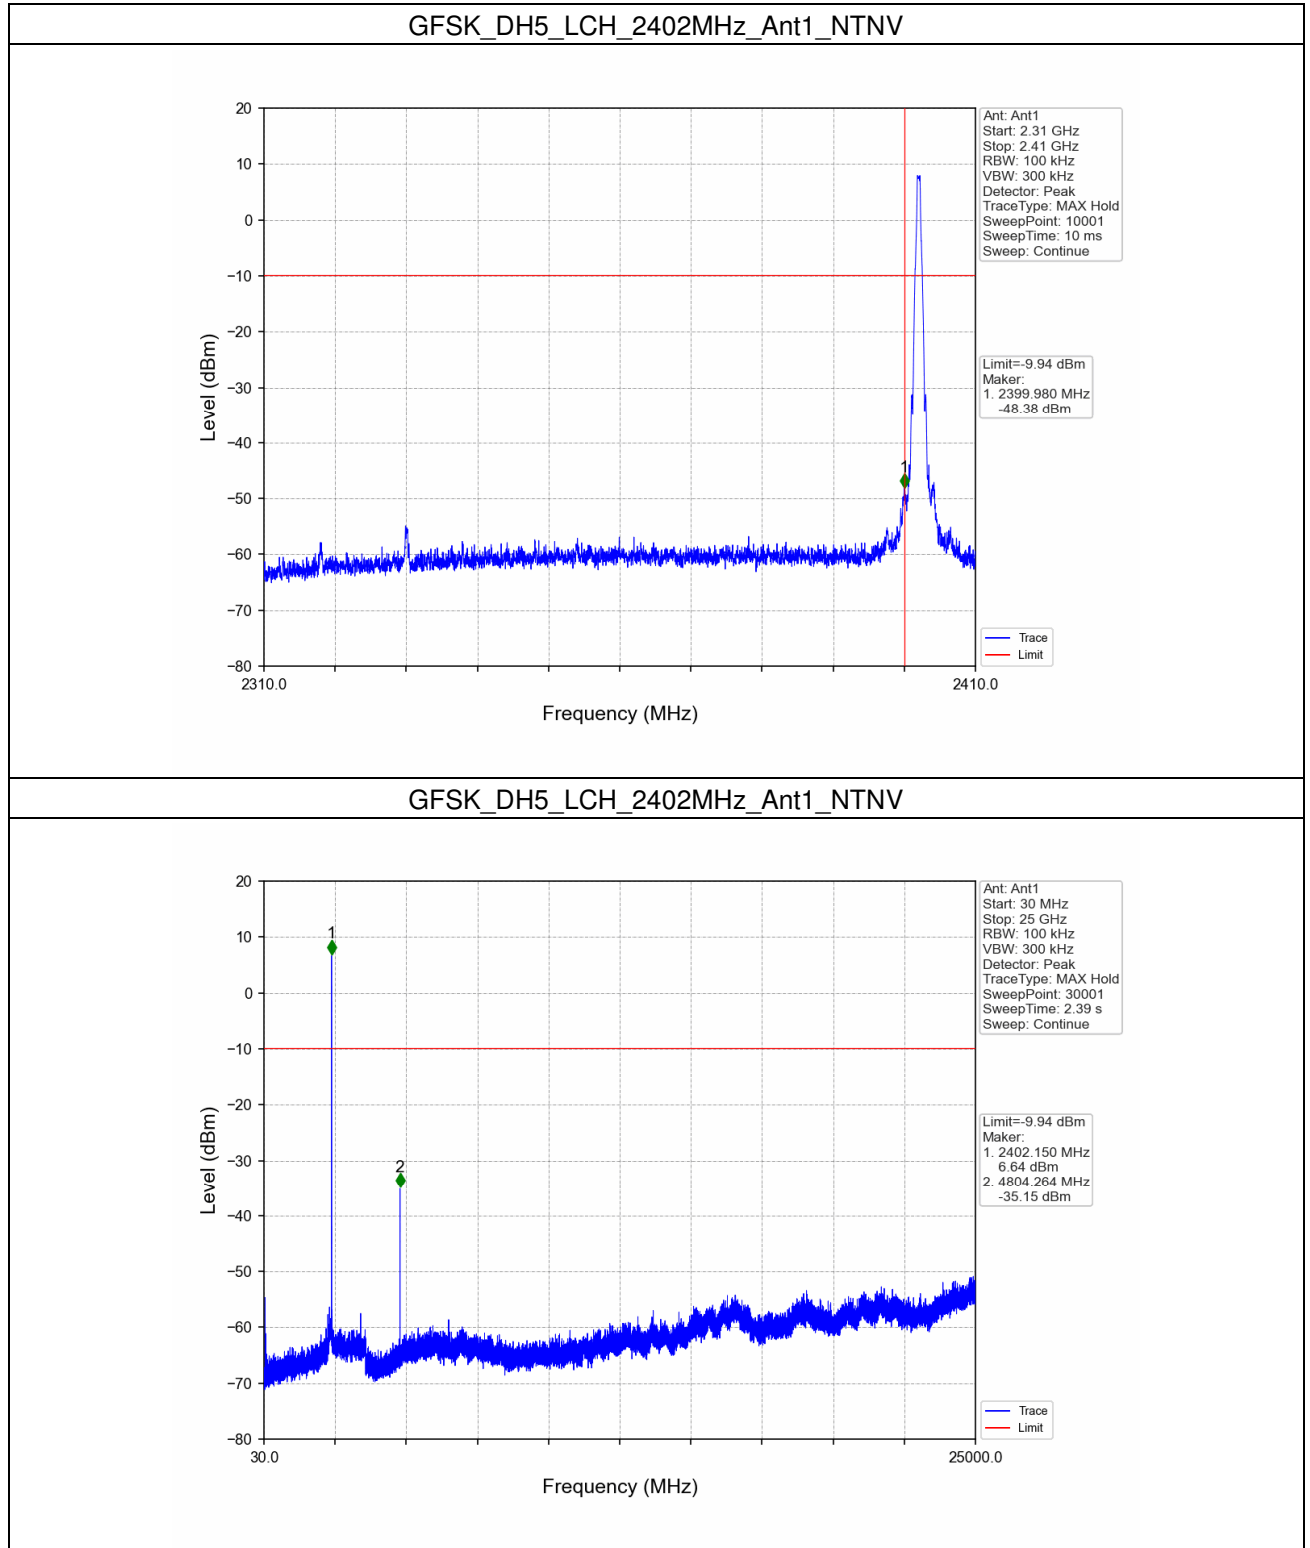 GFSK_DH5_LCH_2402MHz_Ant1_NTNV
20
10
0
−10
−20
−30
−40
−50
−60
−70
−80
Level (dBm)
2310.0
2410.0
Frequency (MHz)
1
Ant: Ant1
Start: 2.31 GHz
Stop: 2.41 GHz
RBW: 100 kHz
VBW: 300 kHz
Detector: Peak
TraceType: MAX Hold
SweepPoint: 10001
SweepTime: 10 ms
Sweep: Continue
Limit=-9.94 dBm
Maker:
1. 2399.980 MHz
-48.38 dBm
Trace
Limit
GFSK_DH5_LCH_2402MHz_Ant1_NTNV
20
10
0
−10
−20
−30
−40
−50
−60
−70
−80
Level (dBm)
30.0
25000.0
Frequency (MHz)
1
2
Ant: Ant1
Start: 30 MHz
Stop: 25 GHz
RBW: 100 kHz
VBW: 300 kHz
Detector: Peak
TraceType: MAX Hold
SweepPoint: 30001
SweepTime: 2.39 s
Sweep: Continue
Limit=-9.94 dBm
Maker:
1. 2402.150 MHz
6.64 dBm
2. 4804.264 MHz
-35.15 dBm
Trace
Limit